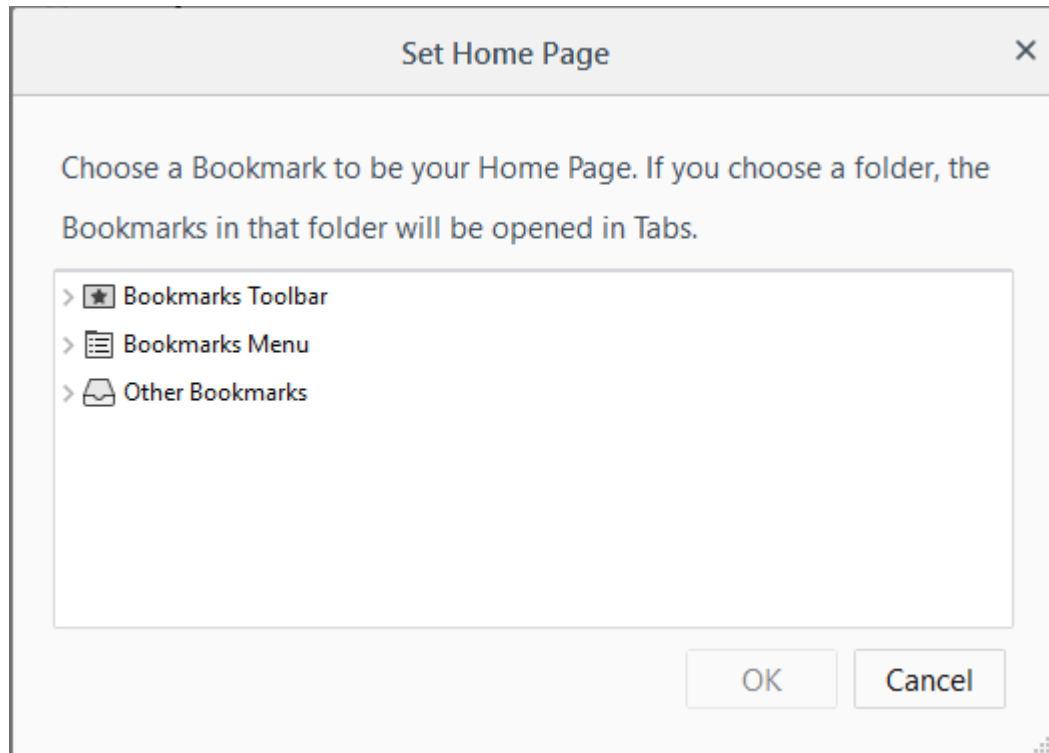 Set Home Page
Choose a Bookmark to be your Home Page. If you choose a folder, the
Bookmarks in that folder will be opened in Tabs.
Bookmarks Toolbar
Bookmarks Menu
Other Bookmarks
OK Cancel